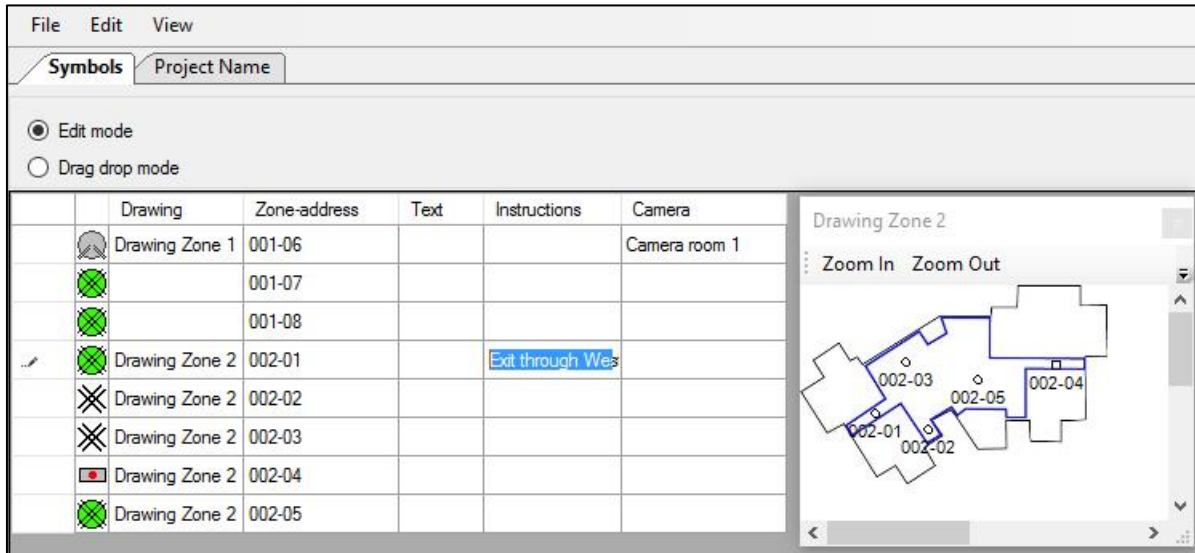 File Edit View
Symbols Project Name
Edit mode
Drag drop mode
Drawing Zone-address Text Instructions Camera
Drawing Zone 1 001-06 Camera room 1
001-07
001-08
Drawing Zone 2 002-01 Exit through Wes
Drawing Zone 2 002-02
Drawing Zone 2 002-03
Drawing Zone 2 002-04
Drawing Zone 2 002-05
Drawing Zone 2
Zoom In Zoom Out
002-03
002-04
002-05
002-01
002-02